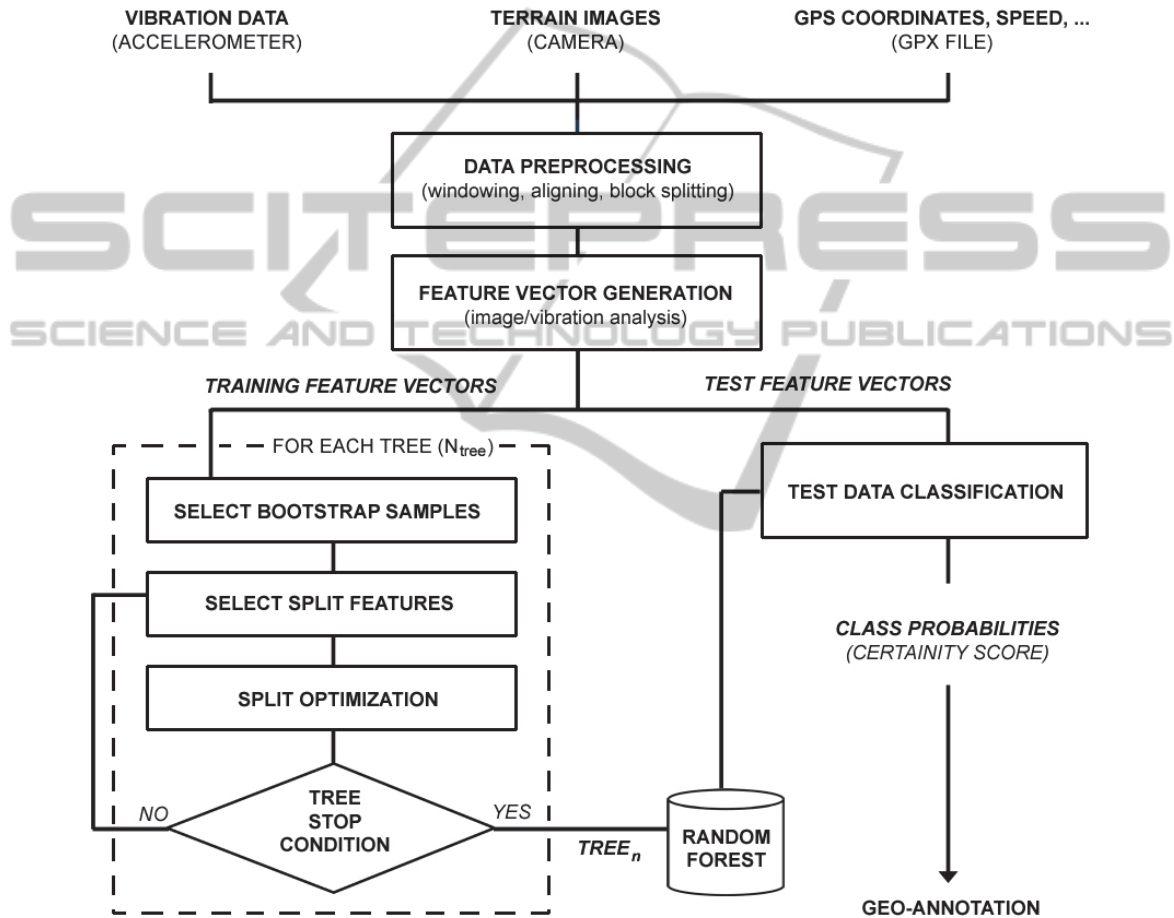 VIBRATION DATA
(ACCELEROMETER)
TERRAIN IMAGES
(CAMERA)
GPS COORDINATES, SPEED, ...
(GPX FILE)
DATA PREPROCESSING
(windowing, aligning, block splitting)
SCITEPRESS
FEATURE VECTOR GENERATION
(image/vibration analysis)
SCIENCE AND TECHNOLOGY PUBLICATIONS
TRAINING FEATURE VECTORS
TEST FEATURE VECTORS
FOR EACH TREE (Ntree)
SELECT BOOTSTRAP SAMPLES
SELECT SPLIT FEATURES
SPLIT OPTIMIZATION
TREE
STOP
CONDITION
NO
YES
TREEn
RANDOM
FOREST
TEST DATA CLASSIFICATION
CLASS PROBABILITIES
(CERTAINITY SCORE)
GEO-ANNOTATION